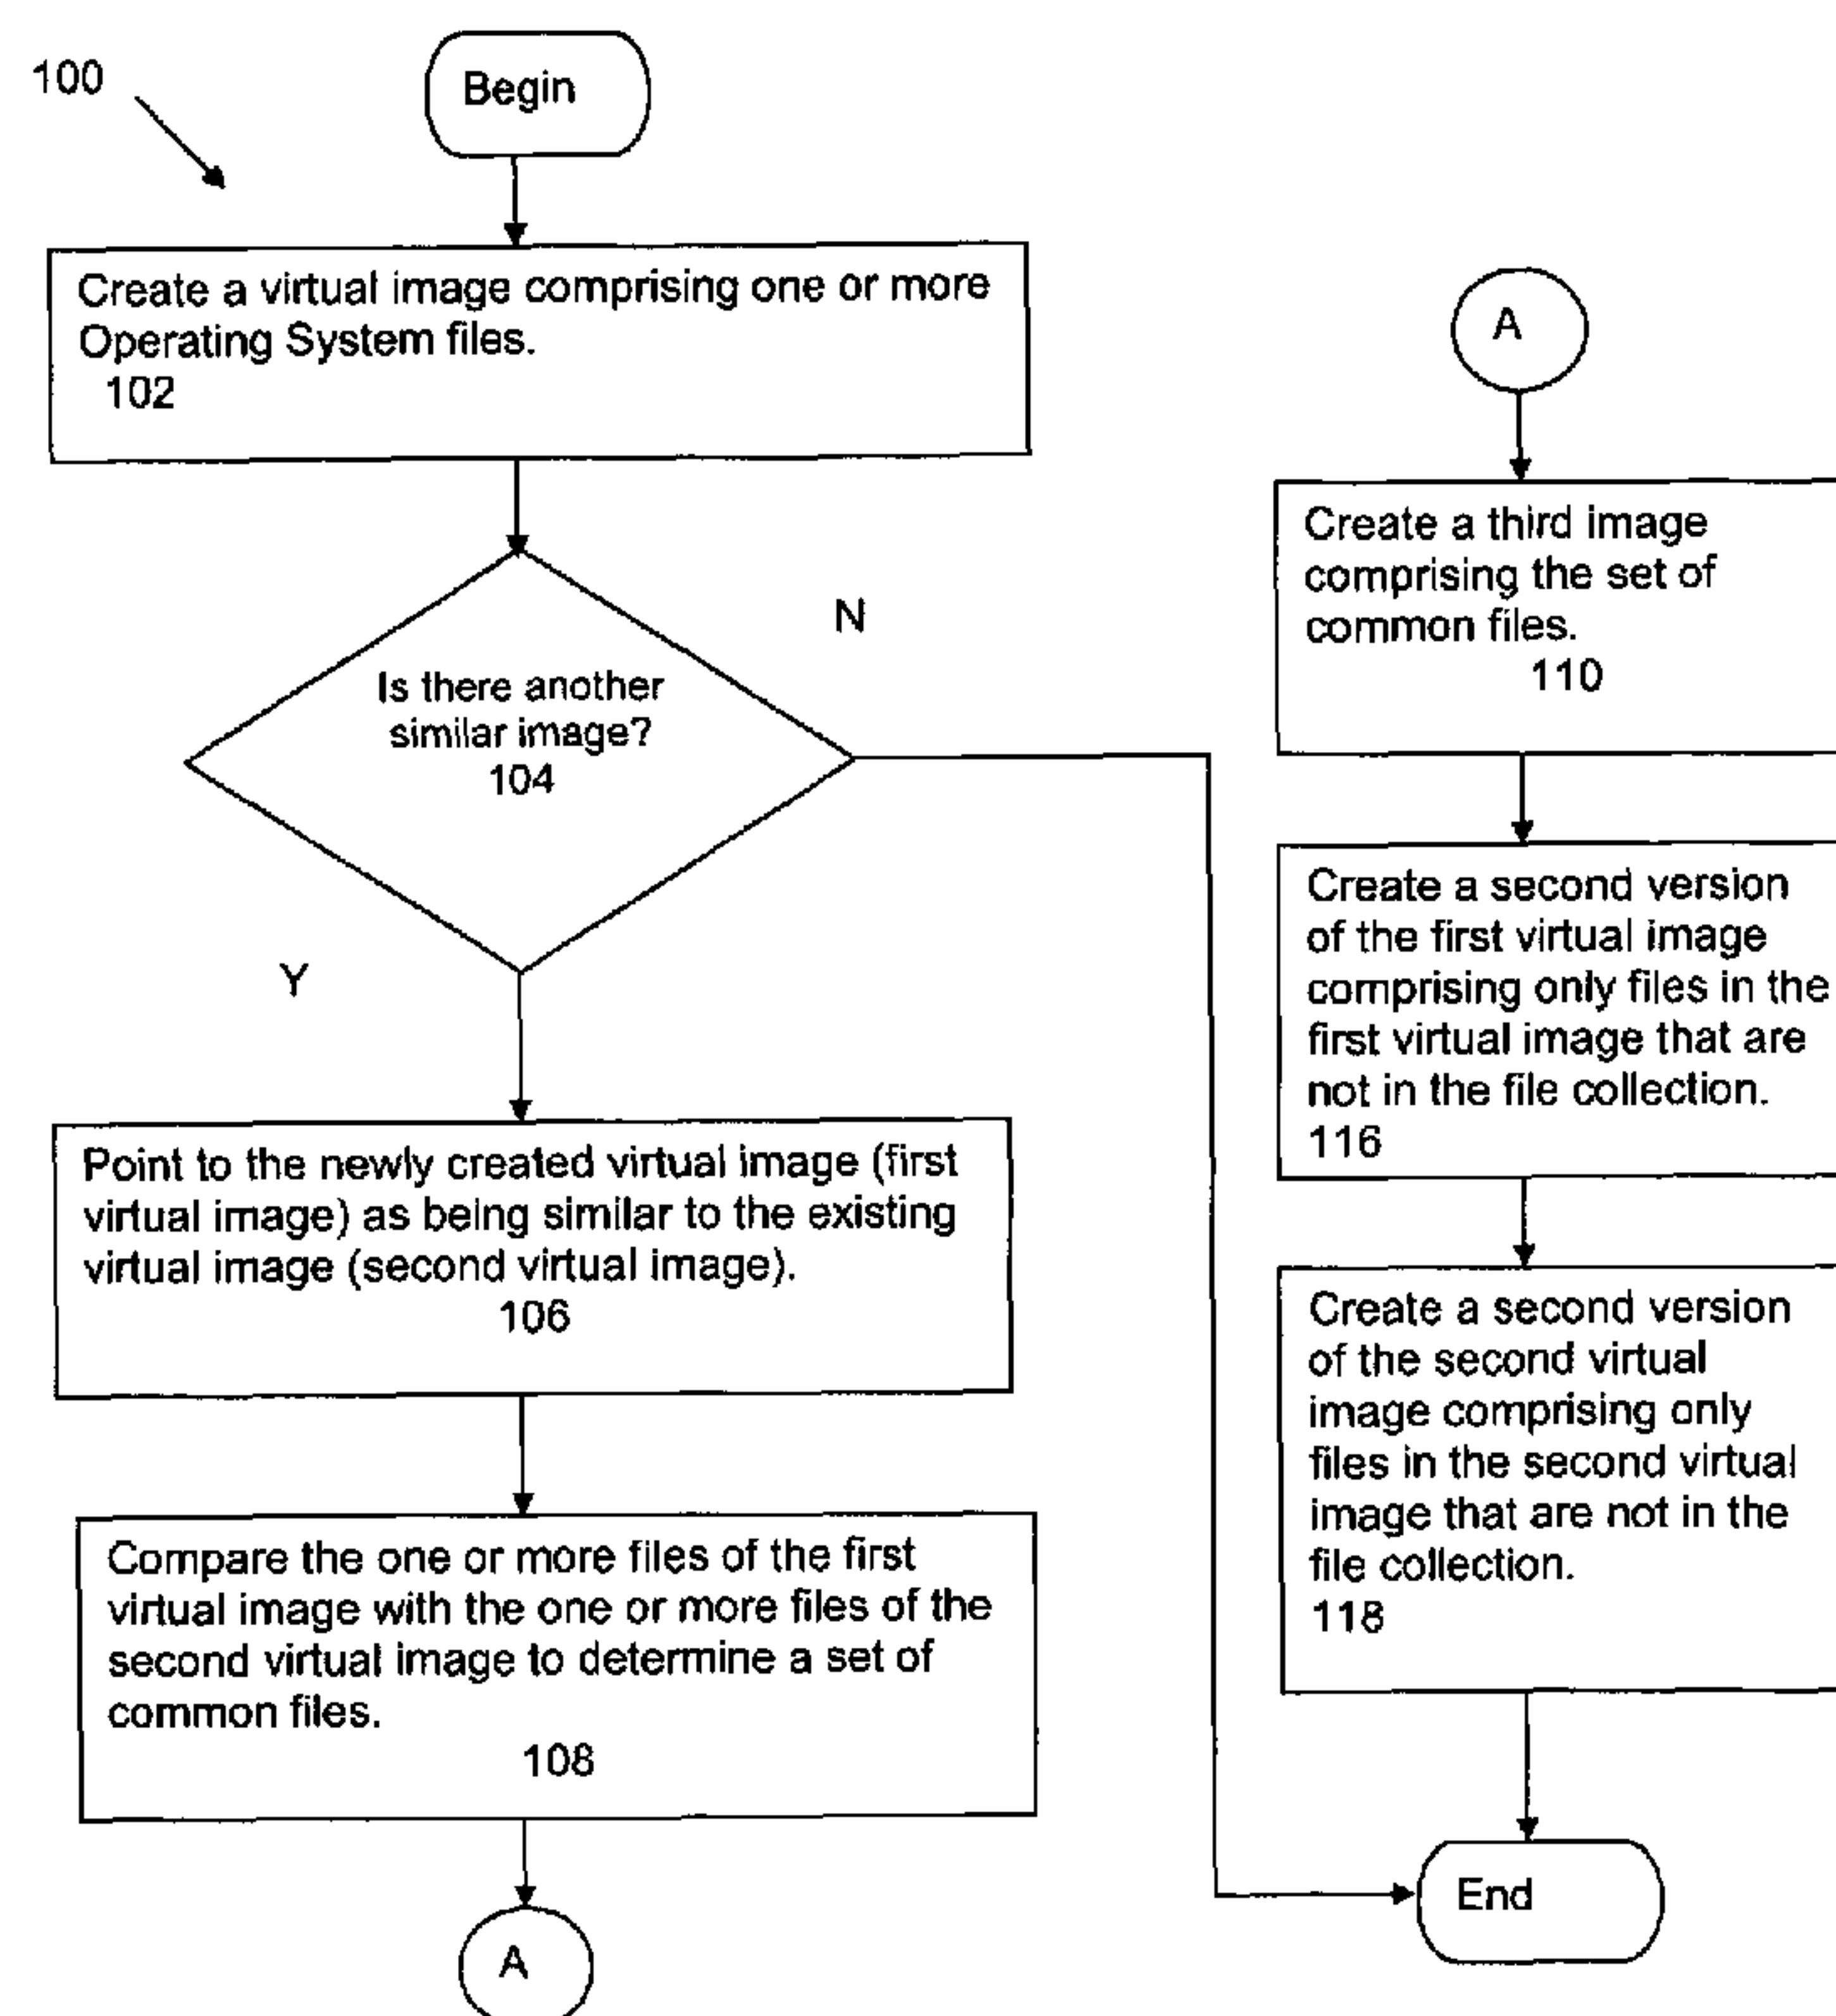 100
Begin
Create a virtual image comprising one or more
Operating System files.
102
Is there another
similar image?
104
N
Y
Point to the newly created virtual image (first
virtual image) as being similar to the existing
virtual image (second virtual image).
106
Compare the one or more files of the first
virtual image with the one or more files of the
second virtual image to determine a set of
common files.
108
A
A
Create a third image
comprising the set of
common files.
110
Create a second version
of the first virtual image
comprising only files in the
first virtual image that are
not in the file collection.
116
Create a second version
of the second virtual
image comprising only
files in the second virtual
image that are not in the
file collection.
118
End